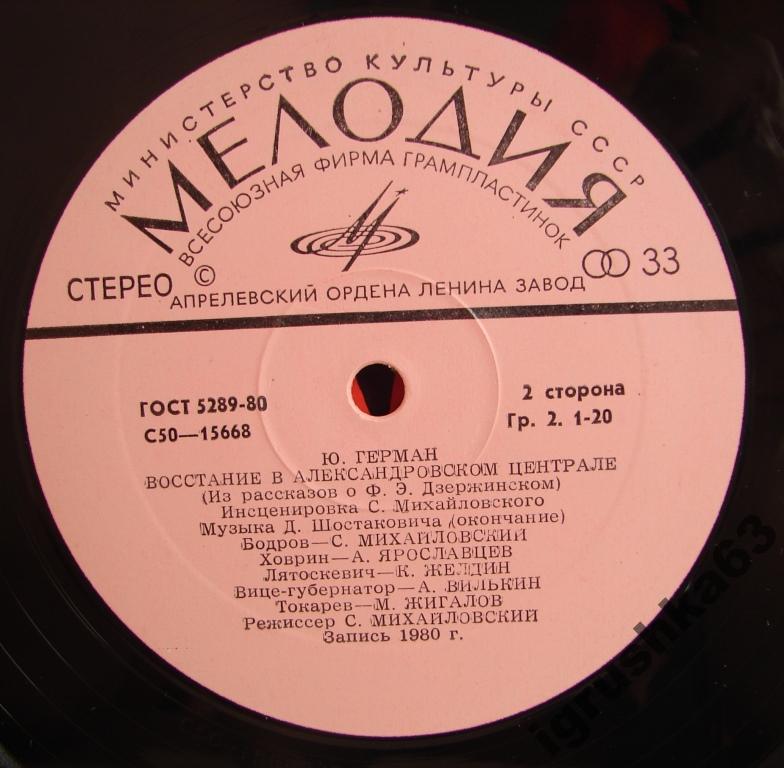 МИНИСТЕРСТВО КУЛЬТУРЫ СССР
МЕЛОДИЯ
ВСЕСОЮЗНАЯ ФИРМА ГРАМПЛАСТИНОК
СТЕРЕО © 33
АПРЕЛЕВСКИЙ ОРДЕНА ЛЕНИНА ЗАВОД
ГОСТ 5289-80 2 сторона
С50—15668 Гр. 2. 1-20
Ю. ГЕРМАН
ВОССТАНИЕ В АЛЕКСАНДРОВСКОМ ЦЕНТРАЛЕ
(Из рассказов о Ф. Э. Дзержинском)
Инсценировка С. Михайловского
Музыка Д. Шостаковича (окончание)
Бодров—С. МИХАЙЛОВСКИЙ
Ховрин—А. ЯРОСЛАВЦЕВ
Лятоскевич—К. ЖЕЛДИН
Вице-губернатор—А. ВИЛЬКИН
Токарев—М. ЖИГАЛОВ
Режиссер С. МИХАЙЛОВСКИЙ
Запись 1980 г.
igrushka63